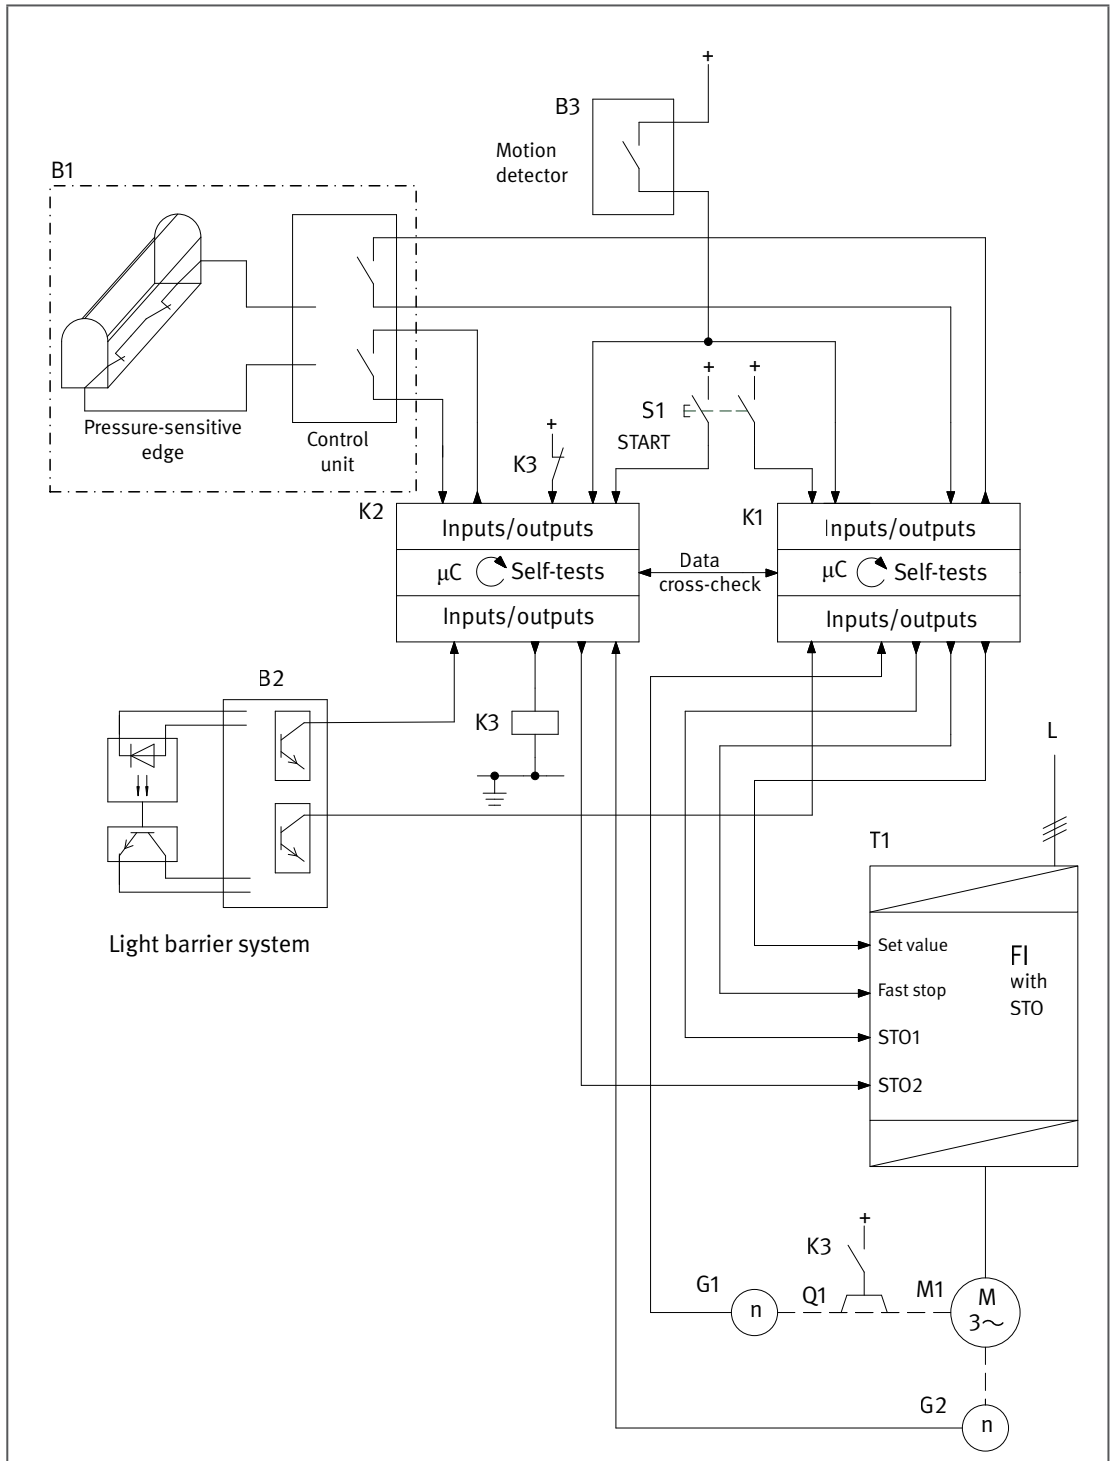 +
B3
Motion
detector
B1
+ +
S1
START
Pressure-sensitive
edge
Control
unit
+
K3
K2
K1
Inputs/outputs
Inputs/outputs
µC Self-tests
Data
cross-check
µC Self-tests
Inputs/outputs
Inputs/outputs
B2
K3
L
T1
Light barrier system
Set value
Fast stop
STO1
STO2
FI
with
STO
+
K3
G1
Q1
M1
n
M
3~
G2
n